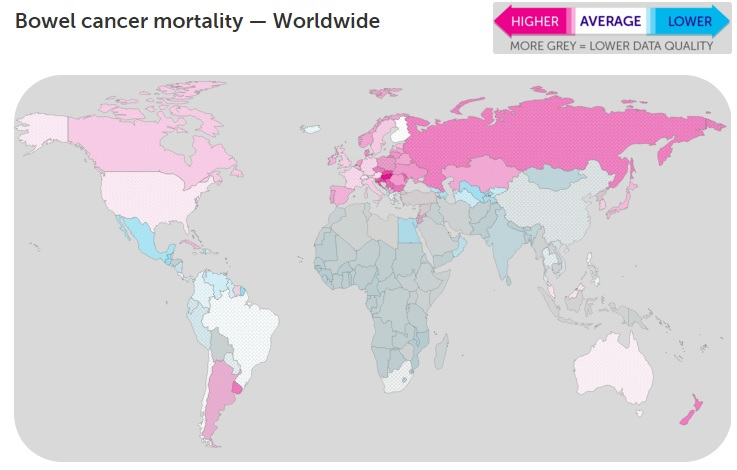 Bowel cancer mortality — Worldwide
HIGHER AVERAGE LOWER
MORE GREY = LOWER DATA QUALITY